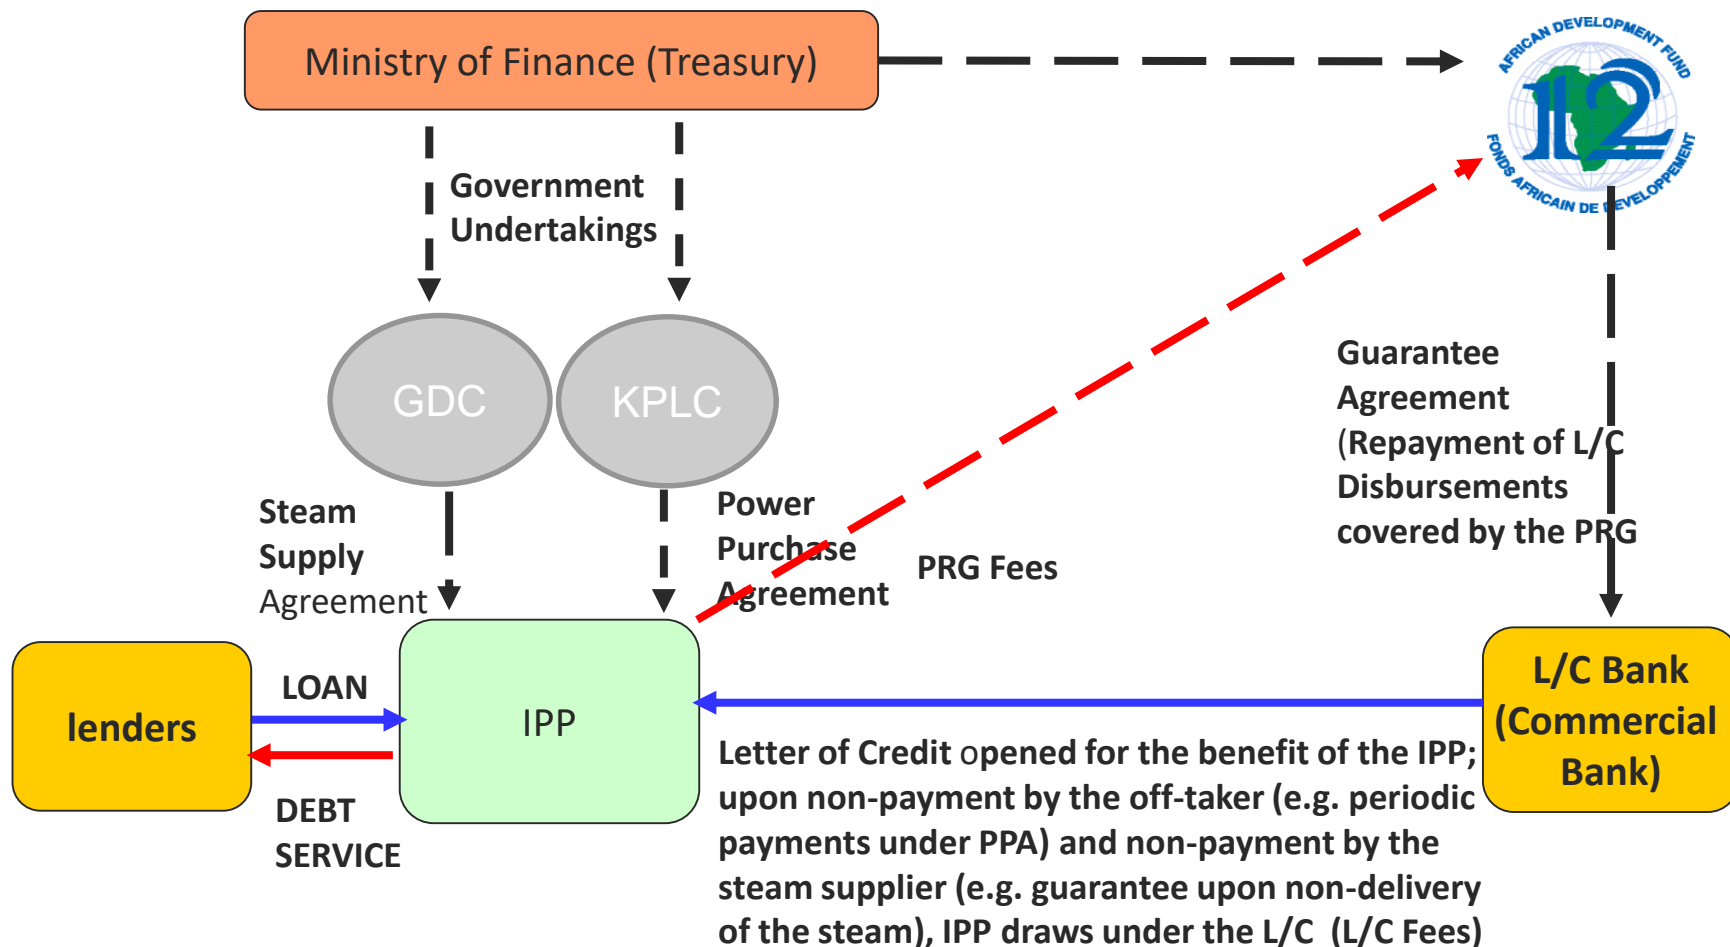 Ministry of Finance (Treasury)
AFRICAN DEVELOPMENT FUND
12
FONDS AFRICAIN DE DEVELOPPEMENT
Government
Undertakings
GDC
KPLC
Guarantee
Agreement
(Repayment of L/C
Disbursements
covered by the PRG
Steam
Supply
Agreement
Power
Purchase
Agreement
PRG Fees
lenders
LOAN
DEBT
SERVICE
IPP
L/C Bank
(Commercial
Bank)
Letter of Credit opened for the benefit of the IPP;
upon non-payment by the off-taker (e.g. periodic
payments under PPA) and non-payment by the
steam supplier (e.g. guarantee upon non-delivery
of the steam), IPP draws under the L/C  (L/C Fees)